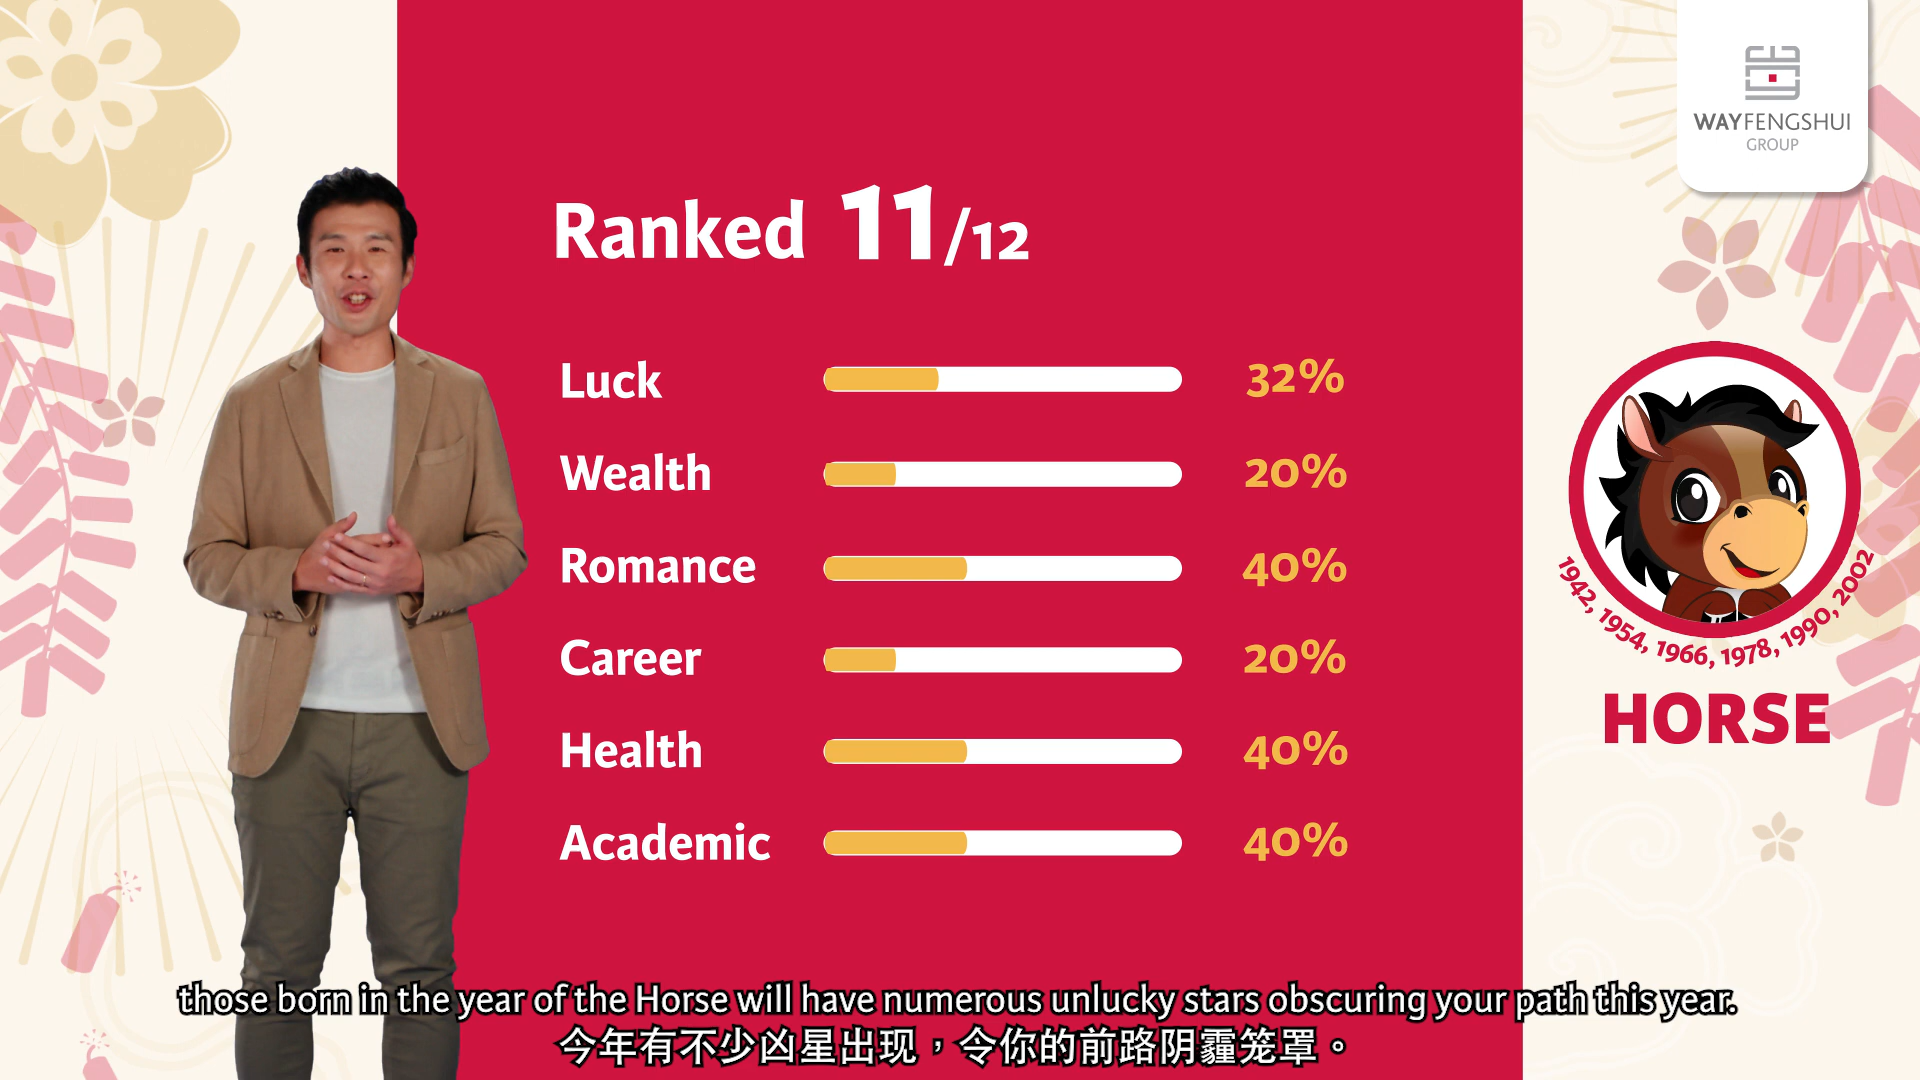 WAYFENGSHUI
GROUP
Ranked 11/12
Luck 32%
Wealth 20%
Romance 40%
Career 20%
Health 40%
Academic 40%
1942, 1954, 1966, 1978, 1990, 2002
HORSE
those born in the year of the Horse will have numerous unlucky stars obscuring your path this year.
今年有不少凶星出现，令你的前路阴霾笼罩。